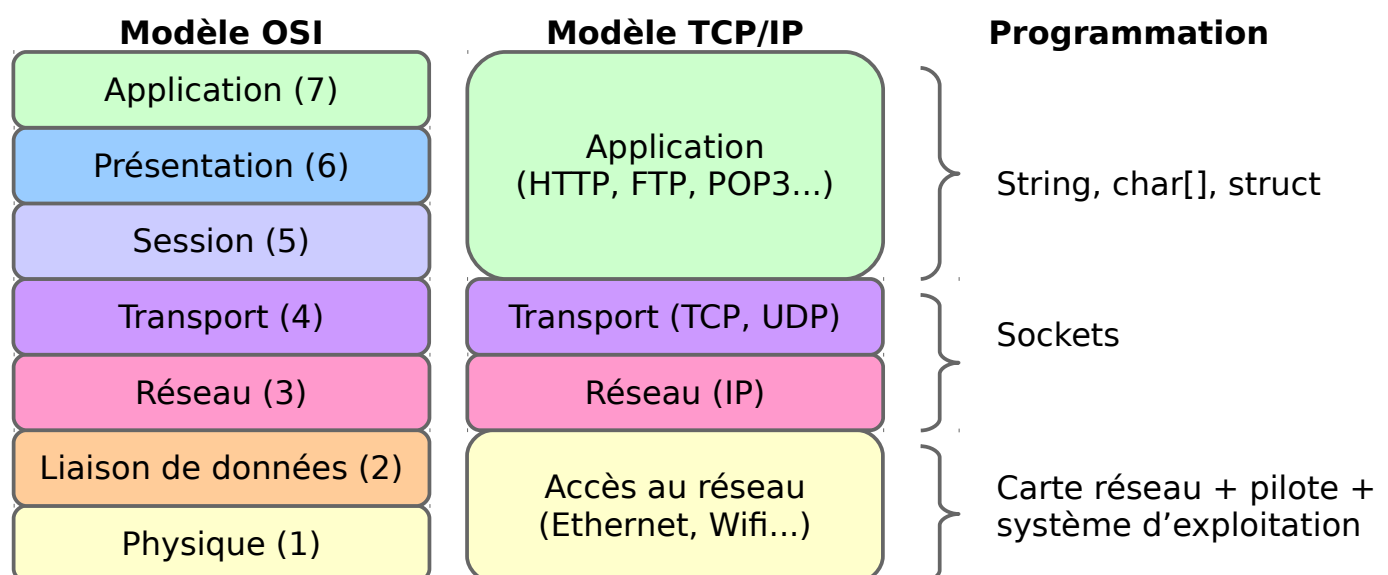 Modèle OSI
Modèle TCP/IP
Programmation
Application (7)
Présentation (6)
Session (5)
Transport (4)
Réseau (3)
Liaison de données (2)
Physique (1)
Application
(HTTP, FTP, POP3...)
Transport (TCP, UDP)
Réseau (IP)
Accès au réseau
(Ethernet, Wifi...)
String, char[], struct
Sockets
Carte réseau + pilote +
système d’exploitation